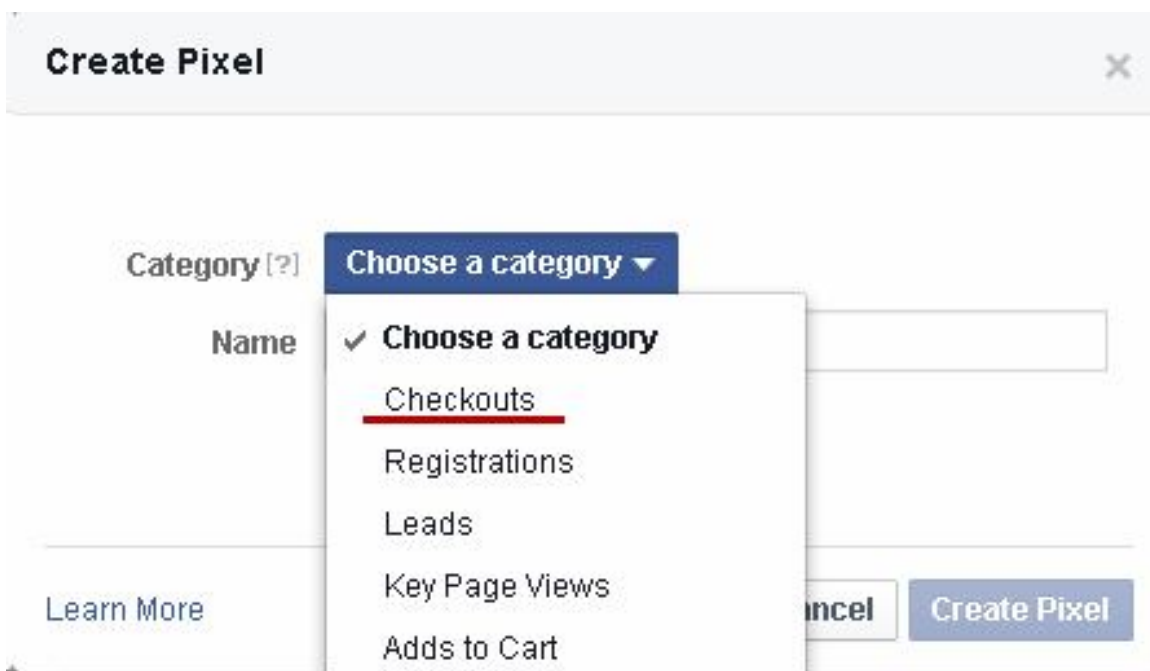 Create Pixel ×
Category [?] Choose a category
Name
✓ Choose a category
Checkouts
Registrations
Leads
Key Page Views
Adds to Cart
Learn More
ncel Create Pixel